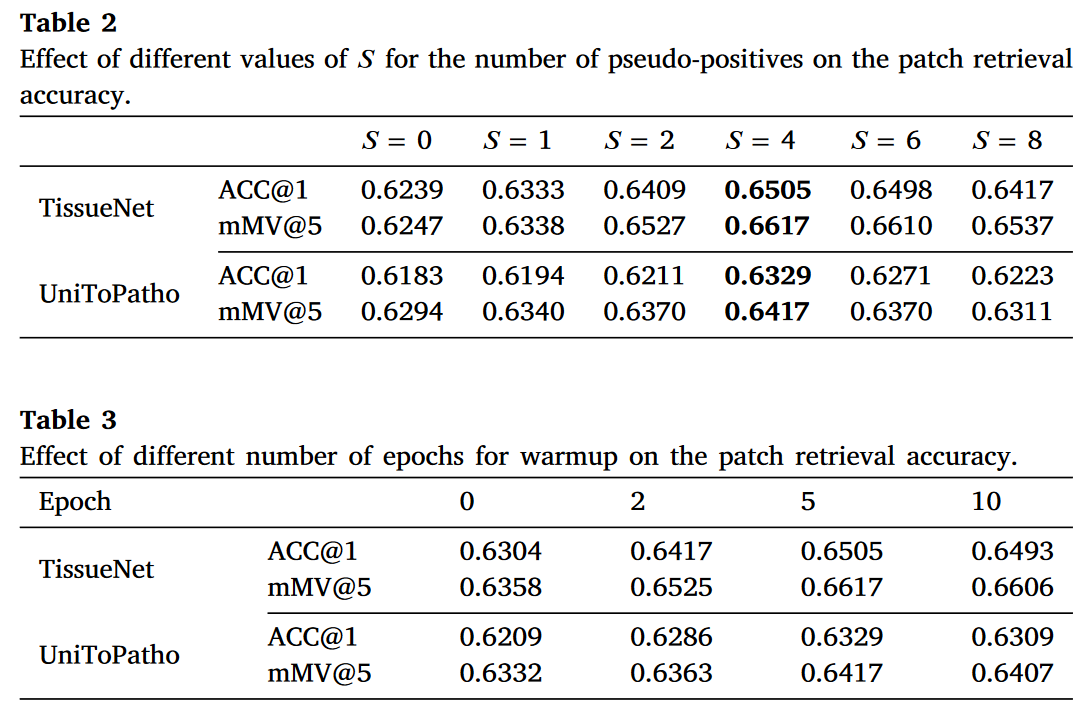 Table 2
Effect of different values of S for the number of pseudo-positives on the patch retrieval
accuracy.
S = 0 S = 1 S = 2 S = 4 S = 6 S = 8
TissueNet
ACC@1 0.6239 0.6333 0.6409 0.6505 0.6498 0.6417
mMV@5 0.6247 0.6338 0.6527 0.6617 0.6610 0.6537
UniToPatho
ACC@1 0.6183 0.6194 0.6211 0.6329 0.6271 0.6223
mMV@5 0.6294 0.6340 0.6370 0.6417 0.6370 0.6311
Table 3
Effect of different number of epochs for warmup on the patch retrieval accuracy.
Epoch 0 2 5 10
TissueNet
ACC@1 0.6304 0.6417 0.6505 0.6493
mMV@5 0.6358 0.6525 0.6617 0.6606
UniToPatho
ACC@1 0.6209 0.6286 0.6329 0.6309
mMV@5 0.6332 0.6363 0.6417 0.6407